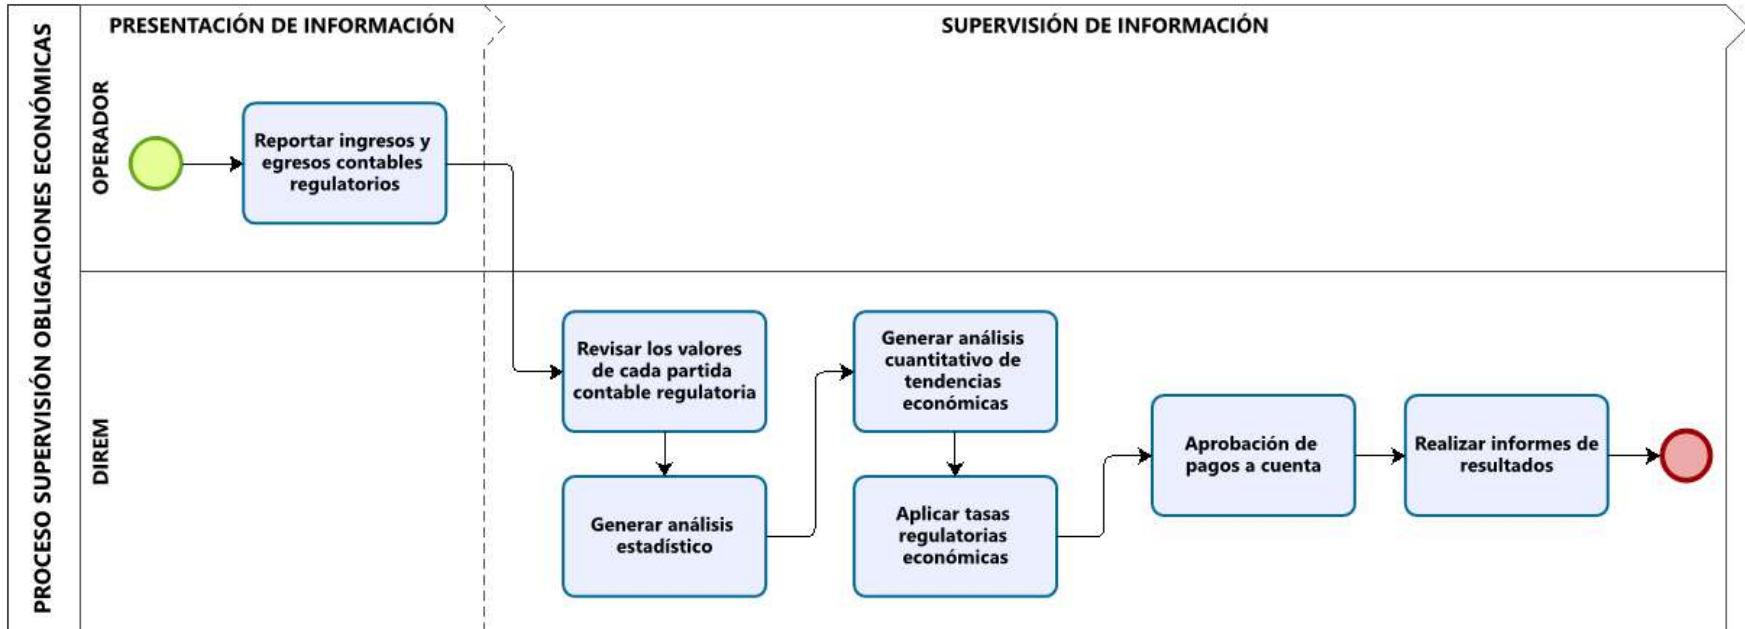 PROCESO SUPERVISIÓN OBLIGACIONES ECONÓMICAS
PRESENTACIÓN DE INFORMACIÓN
SUPERVISIÓN DE INFORMACIÓN
OPERADOR
Reportar ingresos y
egresos contables
regulatorios
DIREM
Revisar los valores
de cada partida
contable regulatoria
Generar análisis
estadístico
Generar análisis
cuantitativo de
tendencias
económicas
Aplicar tasas
regulatorias
económicas
Aprobación de
pagos a cuenta
Realizar informes de
resultados